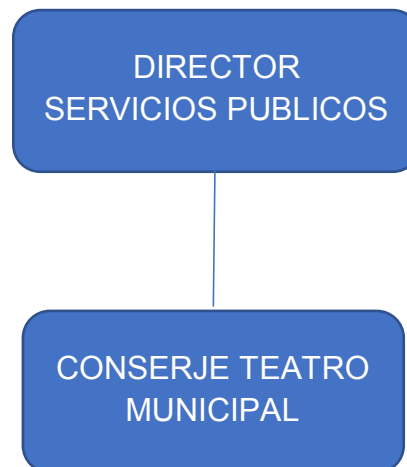 DIRECTOR
SERVICIOS PUBLICOS
CONSERJE TEATRO
MUNICIPAL